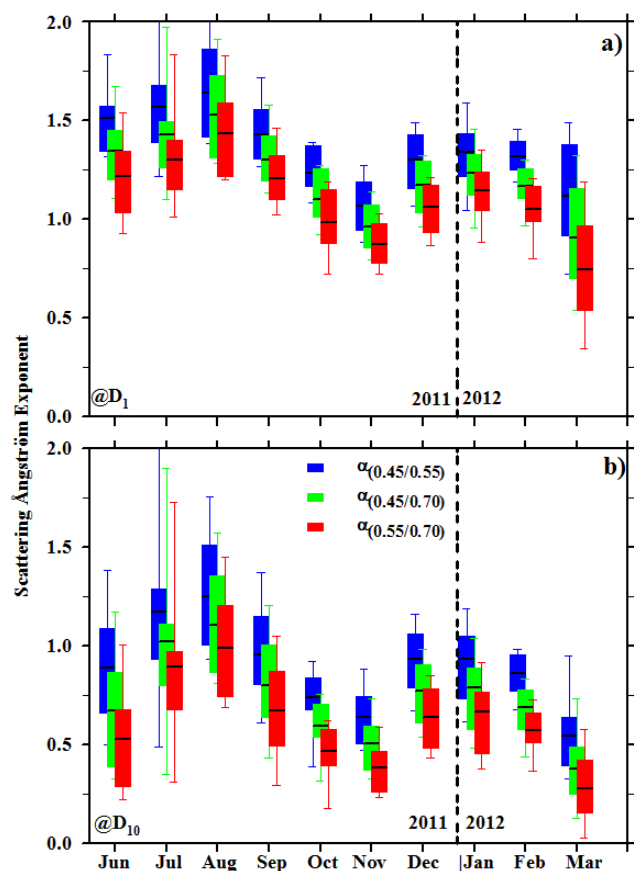 2.0
a)
1.5
1.0
0.5
0.0
@D1
2011
2012
Scattering Ångström Exponent
2.0
b)
α(0.45/0.55)
α(0.45/0.70)
α(0.55/0.70)
1.5
1.0
0.5
0.0
@D10
2011
2012
Jun Jul Aug Sep Oct Nov Dec |Jan Feb Mar